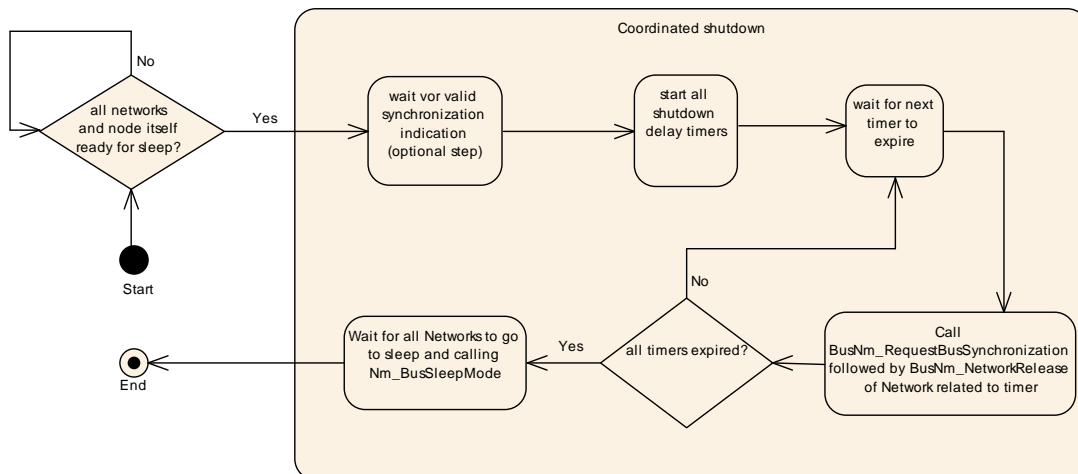 Coordinated shutdown
No
all networks
and node itself
ready for sleep?
Yes
wait vor valid
synchronization
indication
(optional step)
start all
shutdown
delay timers
wait for next
timer to
expire
Start
No
Wait for all Networks to go
to sleep and calling
Nm_BusSleepMode
Yes
all timers expired?
Call
BusNm_RequestBusSynchronization
followed by BusNm_NetworkRelease
of Network related to timer
End